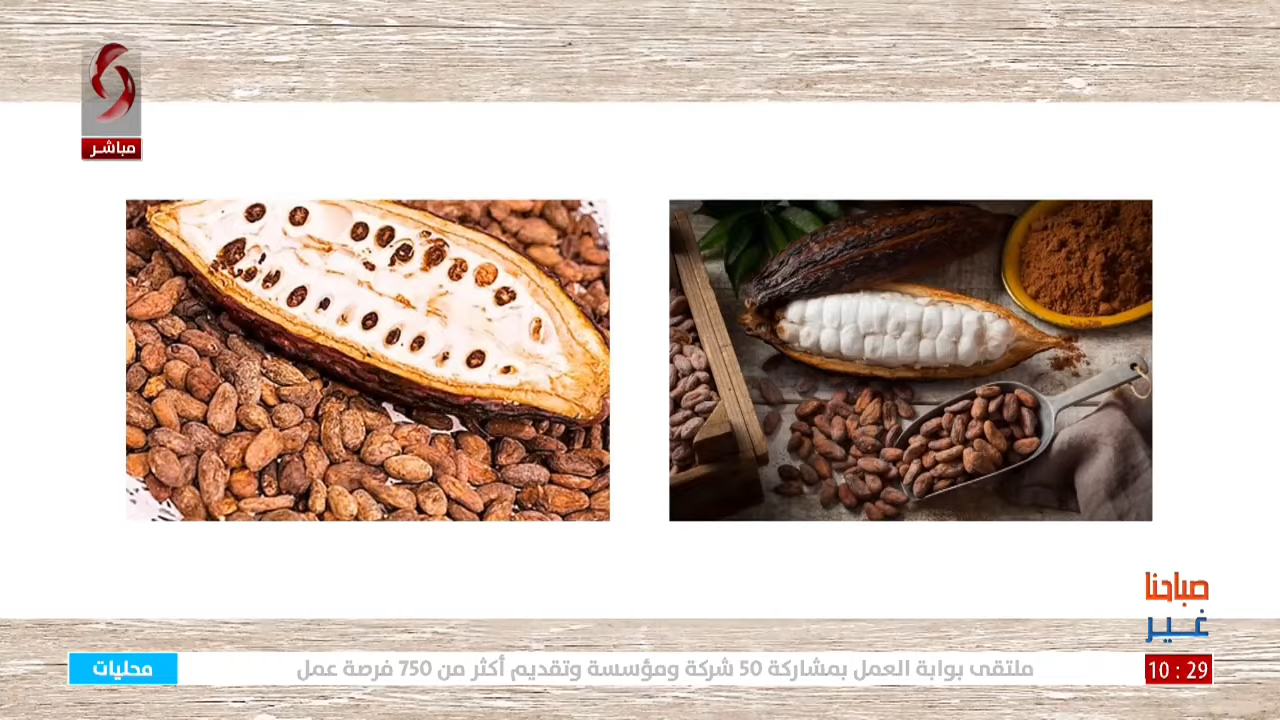 مباشر
صباحنا
غير
10 : 29
ملتقى بوابة العمل بمشاركة 50 شركة ومؤسسة وتقديم أكثر من 750 فرصة عمل
محليات